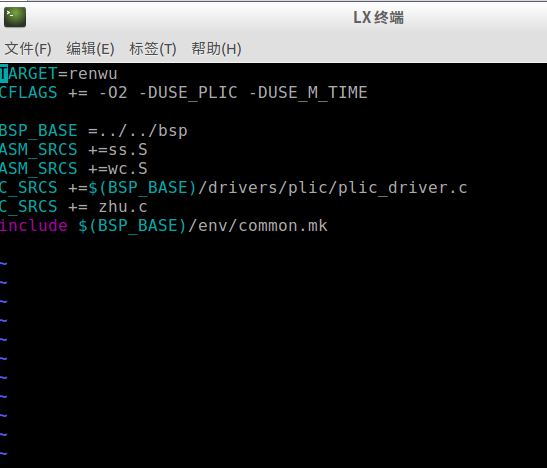 LX 终端
文件(F) 编辑(E) 标签(T) 帮助(H)
TARGET=renwu
CFLAGS += -O2 -DUSE_PLIC -DUSE_M_TIME
BSP_BASE =../../bsp
ASM_SRCS +=ss.S
ASM_SRCS +=wc.S
C_SRCS +=$(BSP_BASE)/drivers/plic/plic_driver.c
C_SRCS += zhu.c
include $(BSP_BASE)/env/common.mk
~
~
~
~
~
~
~
~
~
~
~